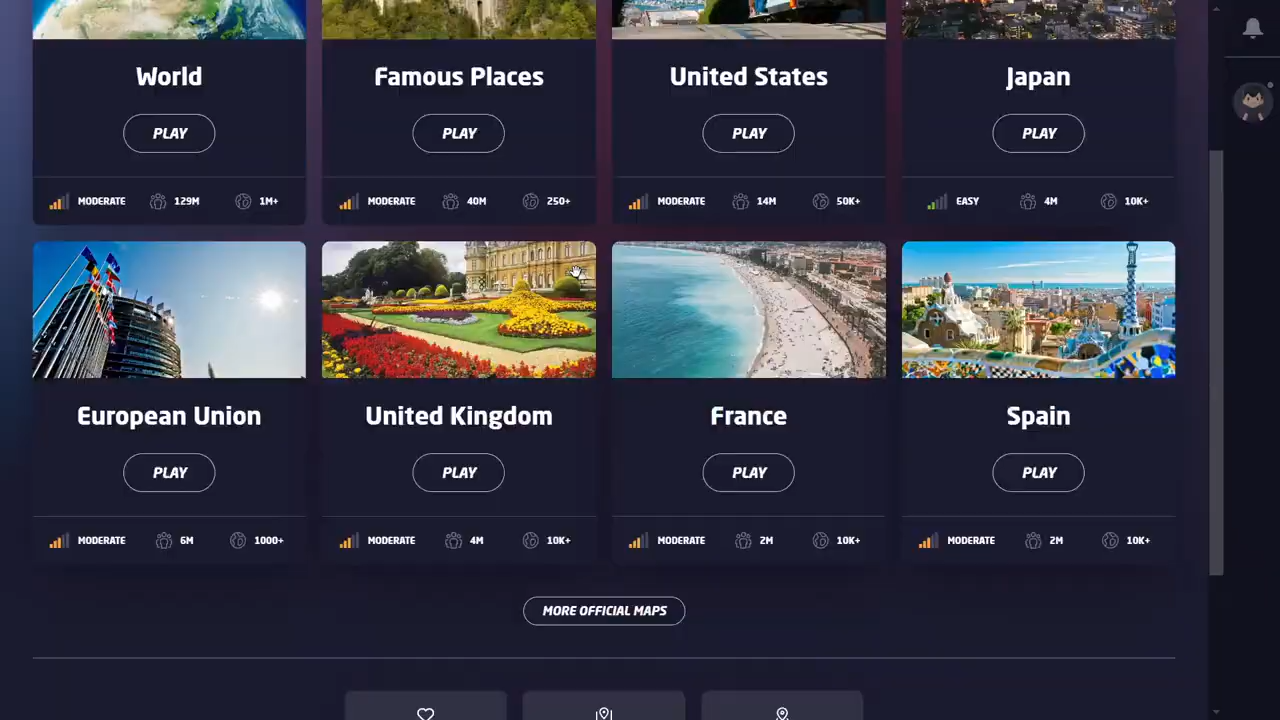 World
Famous Places
United States
Japan
PLAY
PLAY
PLAY
PLAY
MODERATE 129M 1M+
MODERATE 40M 250+
MODERATE 14M 50K+
EASY 4M 10K+
European Union
United Kingdom
France
Spain
PLAY
PLAY
PLAY
PLAY
MODERATE 6M 1000+
MODERATE 4M 10K+
MODERATE 2M 10K+
MODERATE 2M 10K+
MORE OFFICIAL MAPS